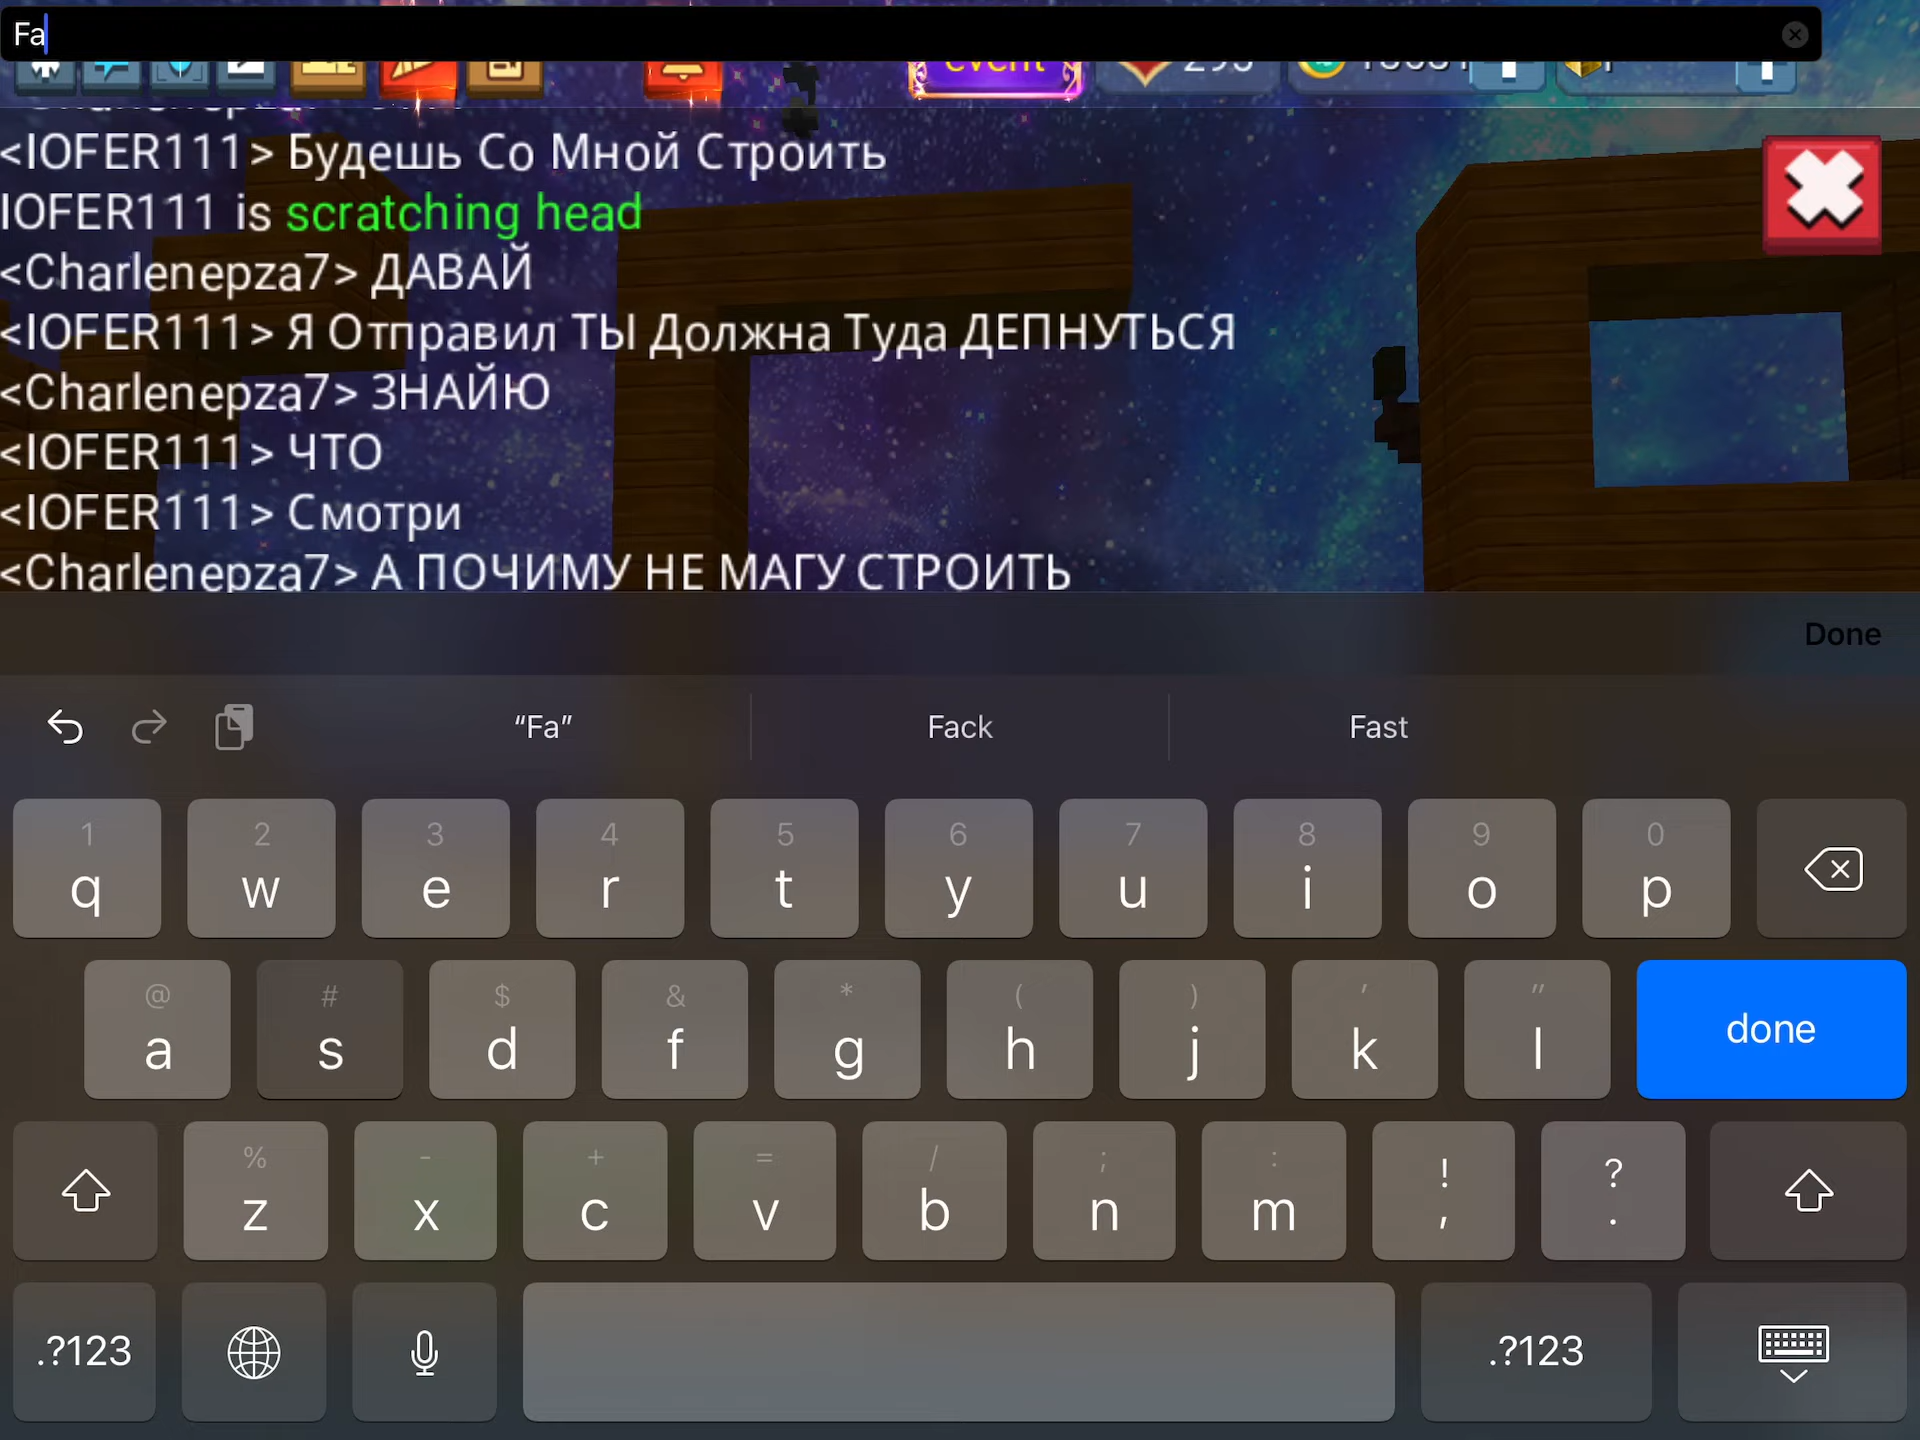 Fa
event
<IOFER111> Будешь Со Мной Строить
IOFER111 is scratching head
<Charlenepza7> ДАВАЙ
<IOFER111> Я Отправил ТЫ Должна Туда ДЕПНУТЬСЯ
<Charlenepza7> ЗНАЙЮ
<IOFER111> ЧТО
<IOFER111> Смотри
<Charlenepza7> А ПОЧИМУ НЕ МАГУ СТРОИТЬ
Done
“Fa” Fack Fast
1 2 3 4 5 6 7 8 9 0
q w e r t y u i o p
@ # $ & * ( ) ' "
a s d f g h j k l done
% - + = / ; : ! ?
z x c v b n m , .
.?123 .?123